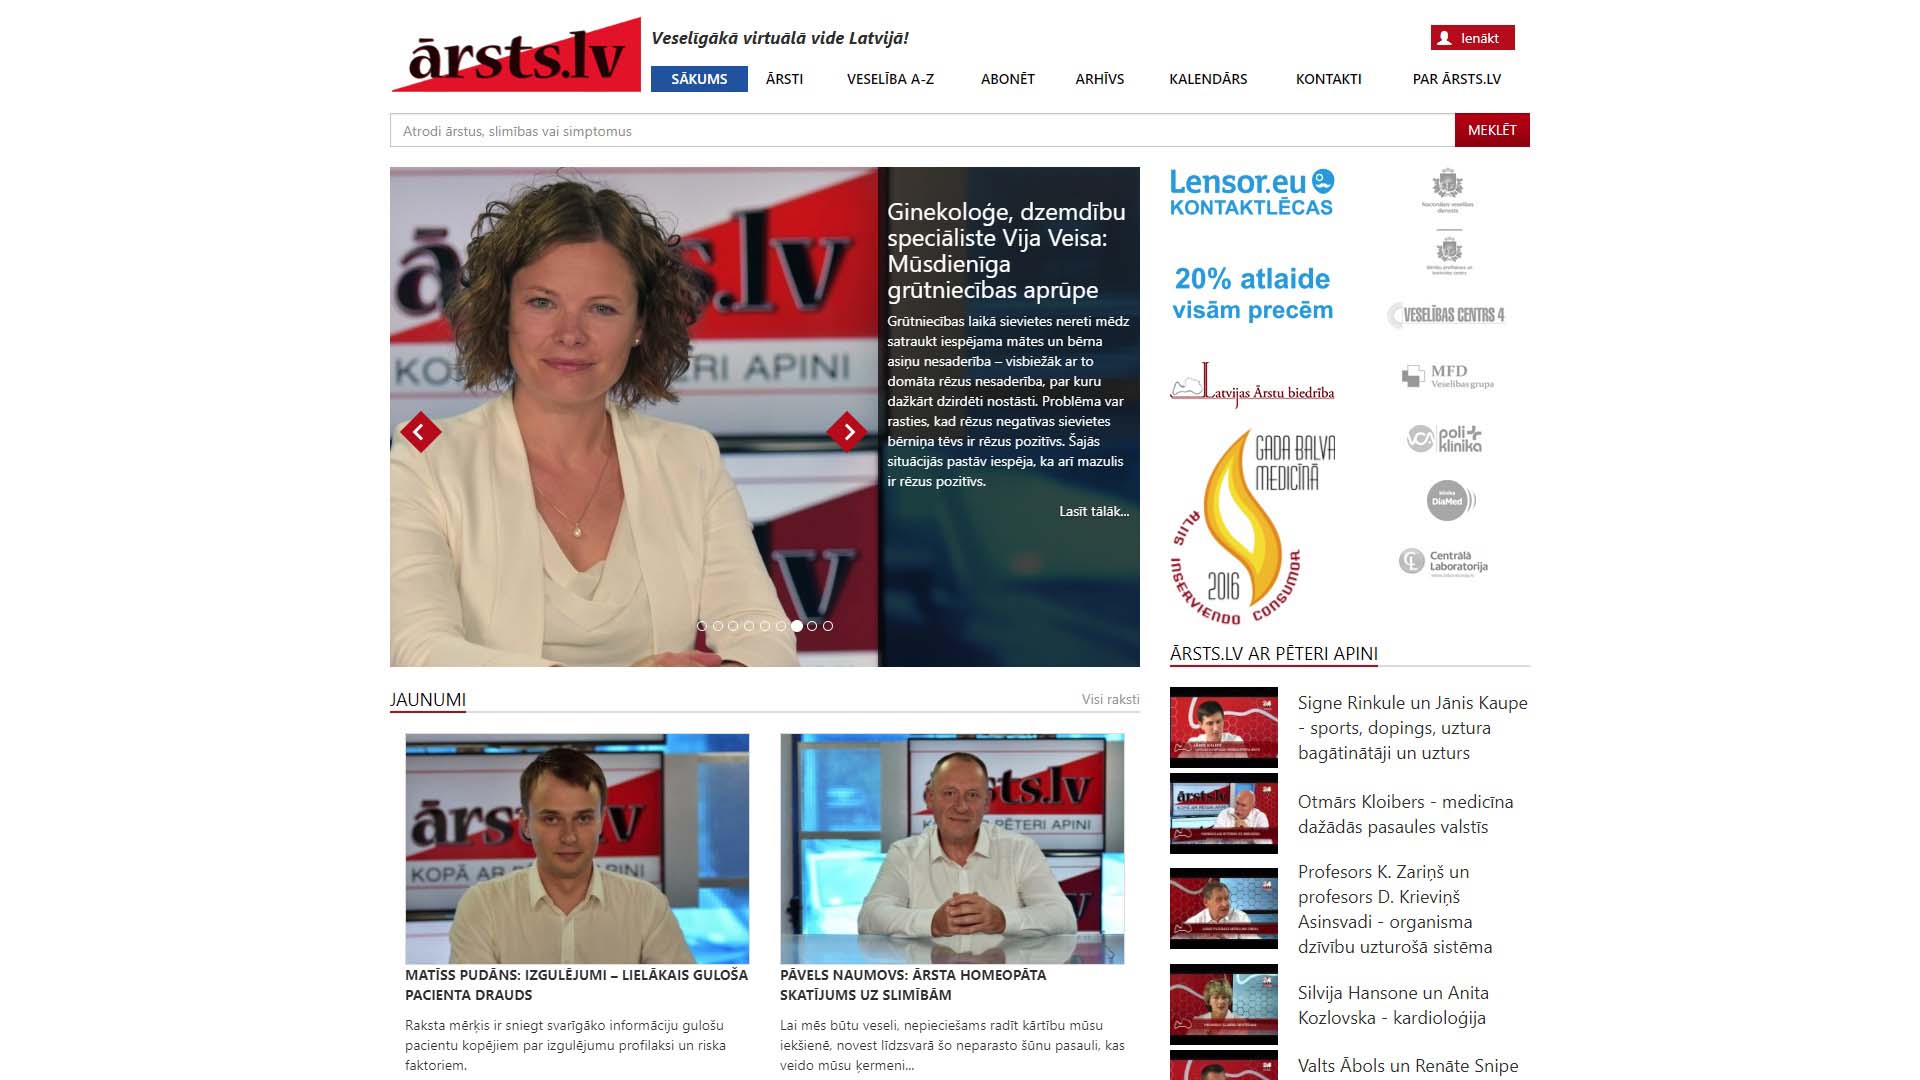 ārsts.lv
Veselīgākā virtuālā vide Latvijā!
Ienākt
SĀKUMS
ĀRSTI
VESELĪBA A-Z
ABONĒT
ARHĪVS
KALENDĀRS
KONTAKTI
PAR ĀRSTS.LV
Atrodi ārstus, slimības vai simptomus
MEKLĒT
Ginekoloģe, dzemdību
speciāliste Vija Veisa:
Mūsdienīga
grūtniecības aprūpe
Grūtniecības laikā sievietes nereti mēdz
satraukt iespējama mātes un bērna
asiņu nesaderība – visbiežāk ar to
domāta rēzus nesaderība, par kuru
dažkārt dzirdēti nostāsti. Problēma var
rasties, kad rēzus negatīvas sievietes
bērniņa tēvs ir rēzus pozitīvs. Šajās
situācijās pastāv iespēja, ka arī mazulis
ir rēzus pozitīvs.
Lasīt tālāk...
Lensor.eu
KONTAKTLĒCAS
20% atlaide
visām precēm
Latvijas Ārstu biedrība
GADA BALVA
MEDICĪNĀ
2016
ALIIS INSERVIENDO CONSUMOR
Nacionālais veselības
dienests
VESELĪBAS CENTRS 4
MFD
Veselības grupa
VCA poli
klīnika
klīnika
DiaMed
Centrālā
Laboratorija
ĀRSTS.LV AR PĒTERI APINI
Signe Rinkule un Jānis Kaupe
- sports, dopings, uztura
bagātinātāji un uzturs
Otmārs Kloibers - medicīna
dažādās pasaules valstīs
Profesors K. Zariņš un
profesors D. Krieviņš
Asinsvadi - organisma
dzīvību uzturošā sistēma
Silvija Hansone un Anita
Kozlovska - kardioloģija
Valts Ābols un Renāte Snipe
JAUNUMI
Visi raksti
MATĪSS PUDĀNS: IZGULĒJUMI – LIELĀKAIS GULOŠA
PACIENTA DRAUDS
Raksta mērķis ir sniegt svarīgāko informāciju gulošu
pacientu kopējiem par izgulējumu profilaksi un riska
faktoriem.
PĀVELS NAUMOVS: ĀRSTA HOMEOPĀTA
SKATĪJUMS UZ SLIMĪBĀM
Lai mēs būtu veseli, nepieciešams radīt kārtību mūsu
iekšienē, novest līdzsvarā šo neparasto šūnu pasauli, kas
veido mūsu ķermeni...